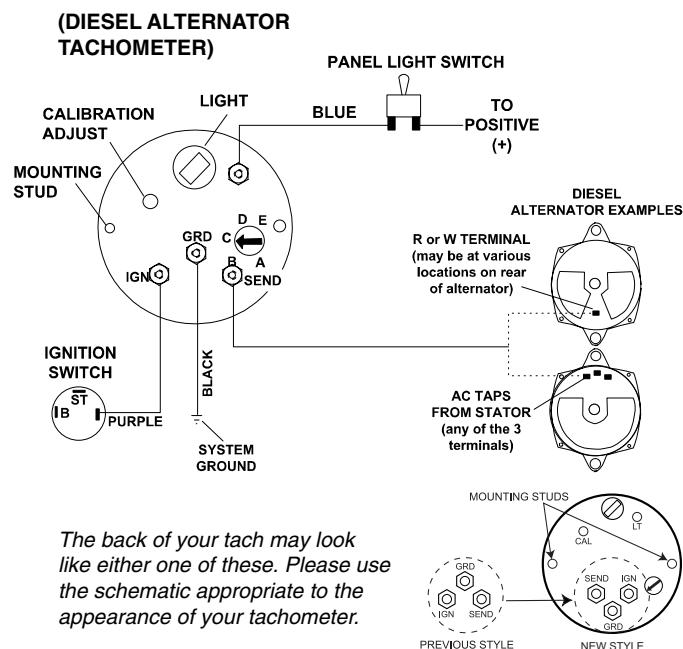 (DIESEL ALTERNATOR
TACHOMETER)
PANEL LIGHT SWITCH
LIGHT
BLUE
TO
POSITIVE
(+)
CALIBRATION
ADJUST
MOUNTING
STUD
DIESEL
ALTERNATOR EXAMPLES
D E
C
B A
GRD
IGN
SEND
R or W TERMINAL
(may be at various
locations on rear
of alternator)
IGNITION
SWITCH
ST
B
PURPLE
BLACK
SYSTEM
GROUND
AC TAPS
FROM STATOR
(any of the 3
terminals)
The back of your tach may look
like either one of these. Please use
the schematic appropriate to the
appearance of your tachometer.
MOUNTING STUDS
LT
CAL
GRD
IGN
SEND
PREVIOUS STYLE
SEND IGN
GRD
NEW STYLE